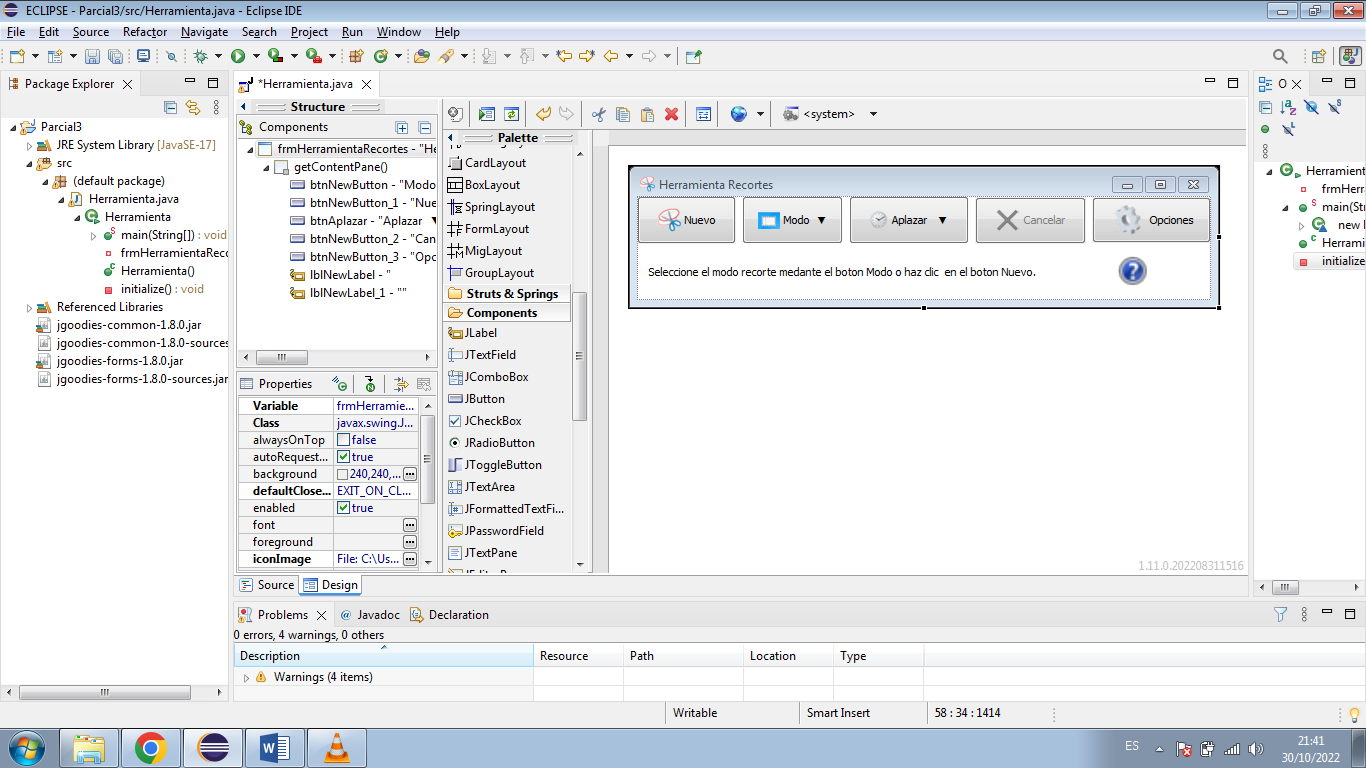 ECLIPSE - Parcial3/src/Herramienta.java - Eclipse IDE
File Edit Source Refactor Navigate Search Project Run Window Help
<system>
Package Explorer
Parcial3
JRE System Library [JavaSE-17]
src
(default package)
Herramienta.java
Herramienta
main(String[]) : void
frmHerramientaReco
Herramienta()
initialize() : void
Referenced Libraries
jgoodies-common-1.8.0.jar
jgoodies-common-1.8.0-sources
jgoodies-forms-1.8.0.jar
jgoodies-forms-1.8.0-sources.jar
*Herramienta.java
Structure
Components
frmHerramientaRecortes - "He
getContentPane()
btnNewButton - "Modo
btnNewButton_1 - "Nue
btnAplazar - "Aplazar ▼
btnNewButton_2 - "Can
btnNewButton_3 - "Opc
lblNewLabel - "
lblNewLabel_1 - ""
Properties
Variable frmHerramie...
Class javax.swing.J...
alwaysOnTop false
autoRequest... true
background 240,240,...
defaultClose... EXIT_ON_CL...
enabled true
font
foreground
iconImage File: C:\Us...
Palette
CardLayout
BoxLayout
SpringLayout
FormLayout
MigLayout
GroupLayout
Struts & Springs
Components
JLabel
JTextField
JComboBox
JButton
JCheckBox
JRadioButton
JToggleButton
JTextArea
JFormattedTextFi...
JPasswordField
JTextPane
Herramienta Recortes
Nuevo Modo ▼ Aplazar ▼ Cancelar Opciones
Seleccione el modo recorte medante el boton Modo o haz clic en el boton Nuevo.
1.11.0.202208311516
Source Design
O
Herramient
frmHerr
main(Str
new
Herrami
initialize
Problems @ Javadoc Declaration
0 errors, 4 warnings, 0 others
Description Resource Path Location Type
Warnings (4 items)
Writable Smart Insert 58 : 34 : 1414
ES 21:41
30/10/2022